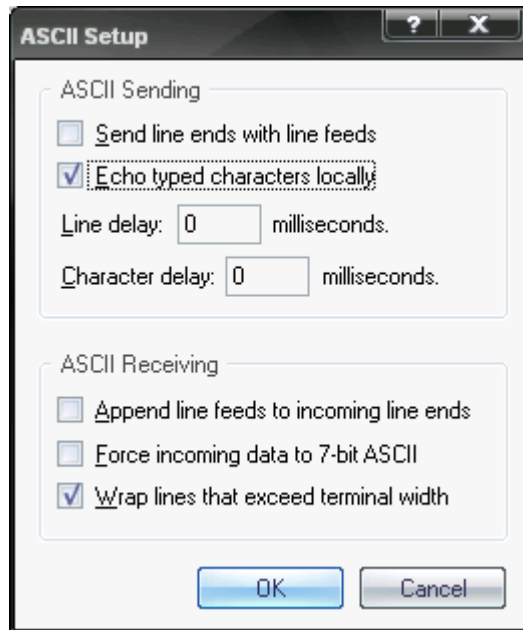 ASCII Setup
? X
ASCII Sending
Send line ends with line feeds
Echo typed characters locally
Line delay: 0 milliseconds.
Character delay: 0 milliseconds.
ASCII Receiving
Append line feeds to incoming line ends
Force incoming data to 7-bit ASCII
Wrap lines that exceed terminal width
OK Cancel